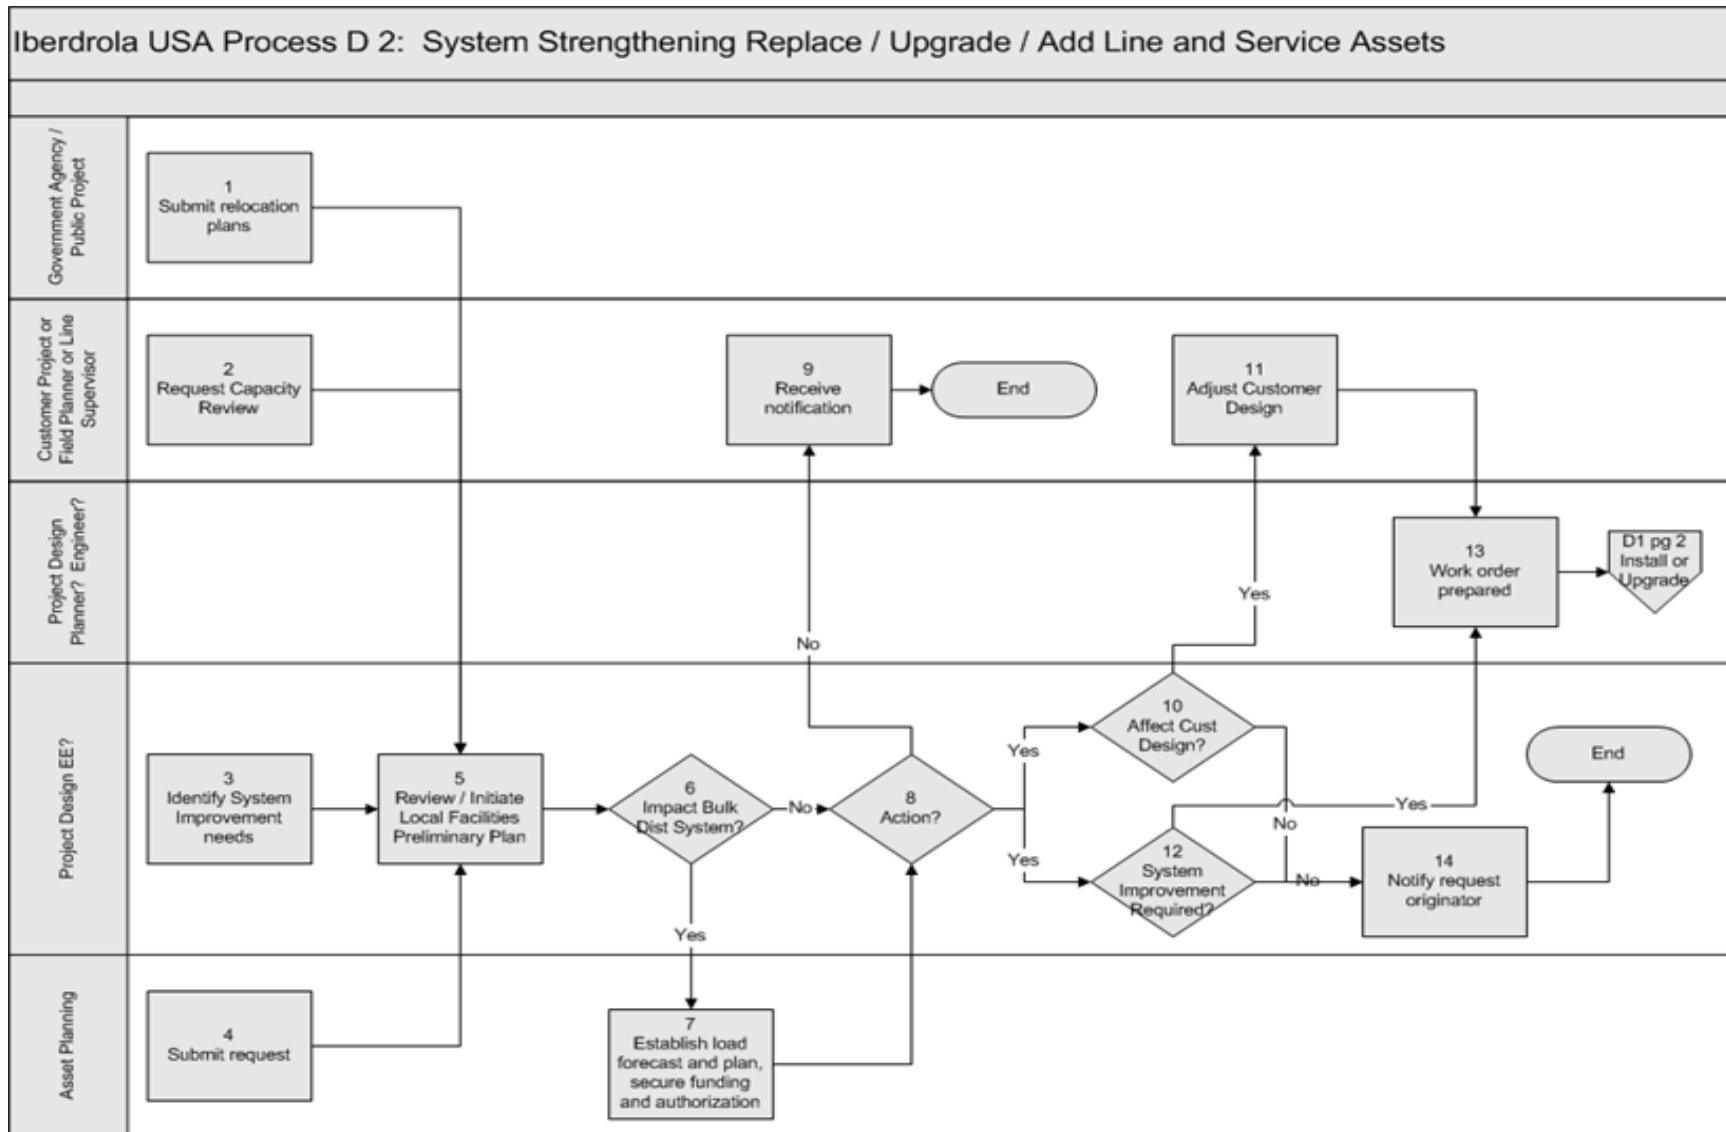 Iberdrola USA Process D 2:  System Strengthening Replace / Upgrade / Add Line and Service Assets
Government Agency /
Public Project
1
Submit relocation
plans
Customer Project or
Field Planner or Line
Supervisor
2
Request Capacity
Review
9
Receive
notification
End
11
Adjust Customer
Design
Project Design
Planner?  Engineer?
13
Work order
prepared
D1 pg 2
Install or
Upgrade
Yes
No
Project Design EE?
3
Identify System
Improvement
needs
5
Review / Initiate
Local Facilities
Preliminary Plan
6
Impact Bulk
Dist System?
No
Yes
8
Action?
Yes
Yes
10
Affect Cust
Design?
No
12
System
Improvement
Required?
Yes
No
14
Notify request
originator
End
Asset Planning
4
Submit request
7
Establish load
forecast and plan,
secure funding
and authorization